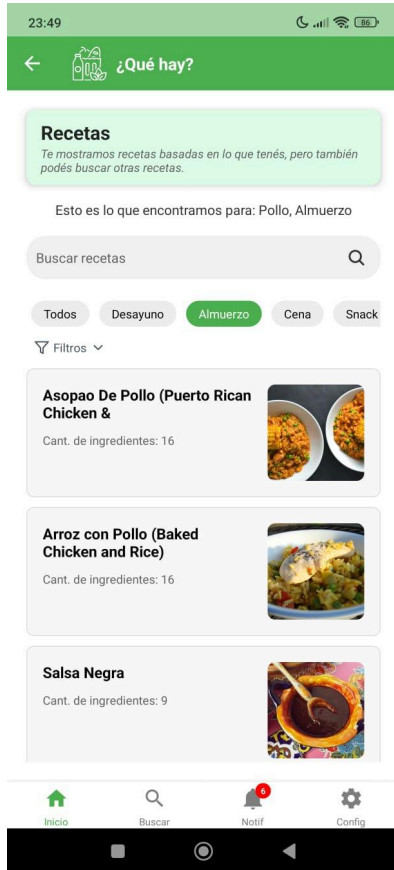 23:49
86
¿Qué hay?
Recetas
Te mostramos recetas basadas en lo que tenés, pero también
podés buscar otras recetas.
Esto es lo que encontramos para: Pollo, Almuerzo
Buscar recetas
Todos Desayuno Almuerzo Cena Snack
Filtros
Asopao De Pollo (Puerto Rican
Chicken &
Cant. de ingredientes: 16
Arroz con Pollo (Baked
Chicken and Rice)
Cant. de ingredientes: 16
Salsa Negra
Cant. de ingredientes: 9
6
Inicio Buscar Notif Config